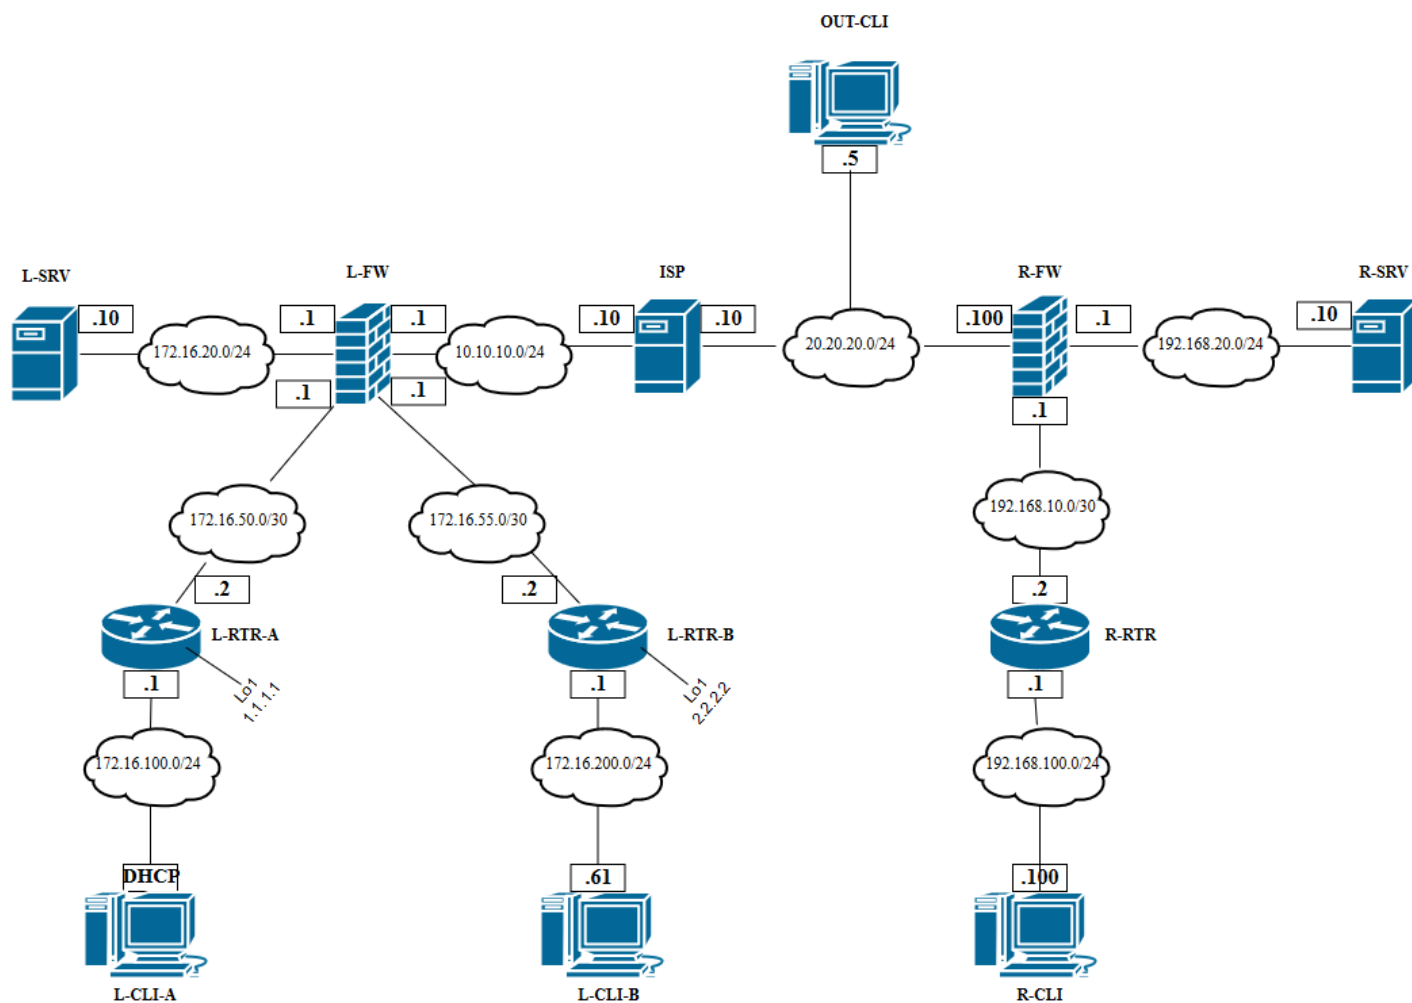 OUT-CLI
.5
L-SRV
L-FW
ISP
R-FW
R-SRV
.10
.1
.1
.10
.10
.100
.1
.10
172.16.20.0/24
10.10.10.0/24
20.20.20.0/24
192.168.20.0/24
.1
.1
.1
172.16.50.0/30
172.16.55.0/30
192.168.10.0/30
.2
.2
.2
L-RTR-A
L-RTR-B
R-RTR
.1
Lo1
1.1.1.1
.1
Lo1
2.2.2.2
.1
172.16.100.0/24
172.16.200.0/24
192.168.100.0/24
DHCP
.61
.100
L-CLI-A
L-CLI-B
R-CLI